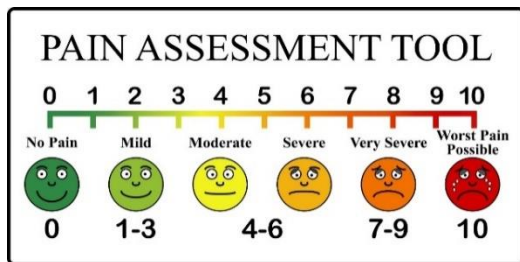 PAIN ASSESSMENT TOOL
0 1 2 3 4 5 6 7 8 9 10
No Pain Mild Moderate Severe Very Severe Worst Pain
Possible
0 1-3 4-6 7-9 10